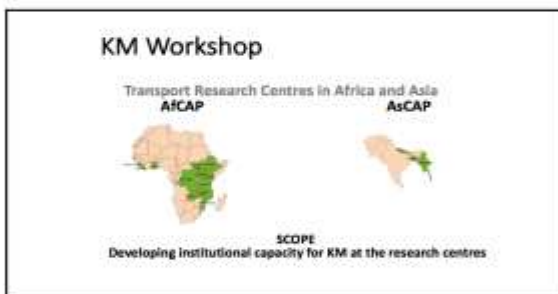 KM Workshop
Transport Research Centres in Africa and Asia
AfCAP
AsCAP
SCOPE
Developing institutional capacity for KM at the research centres